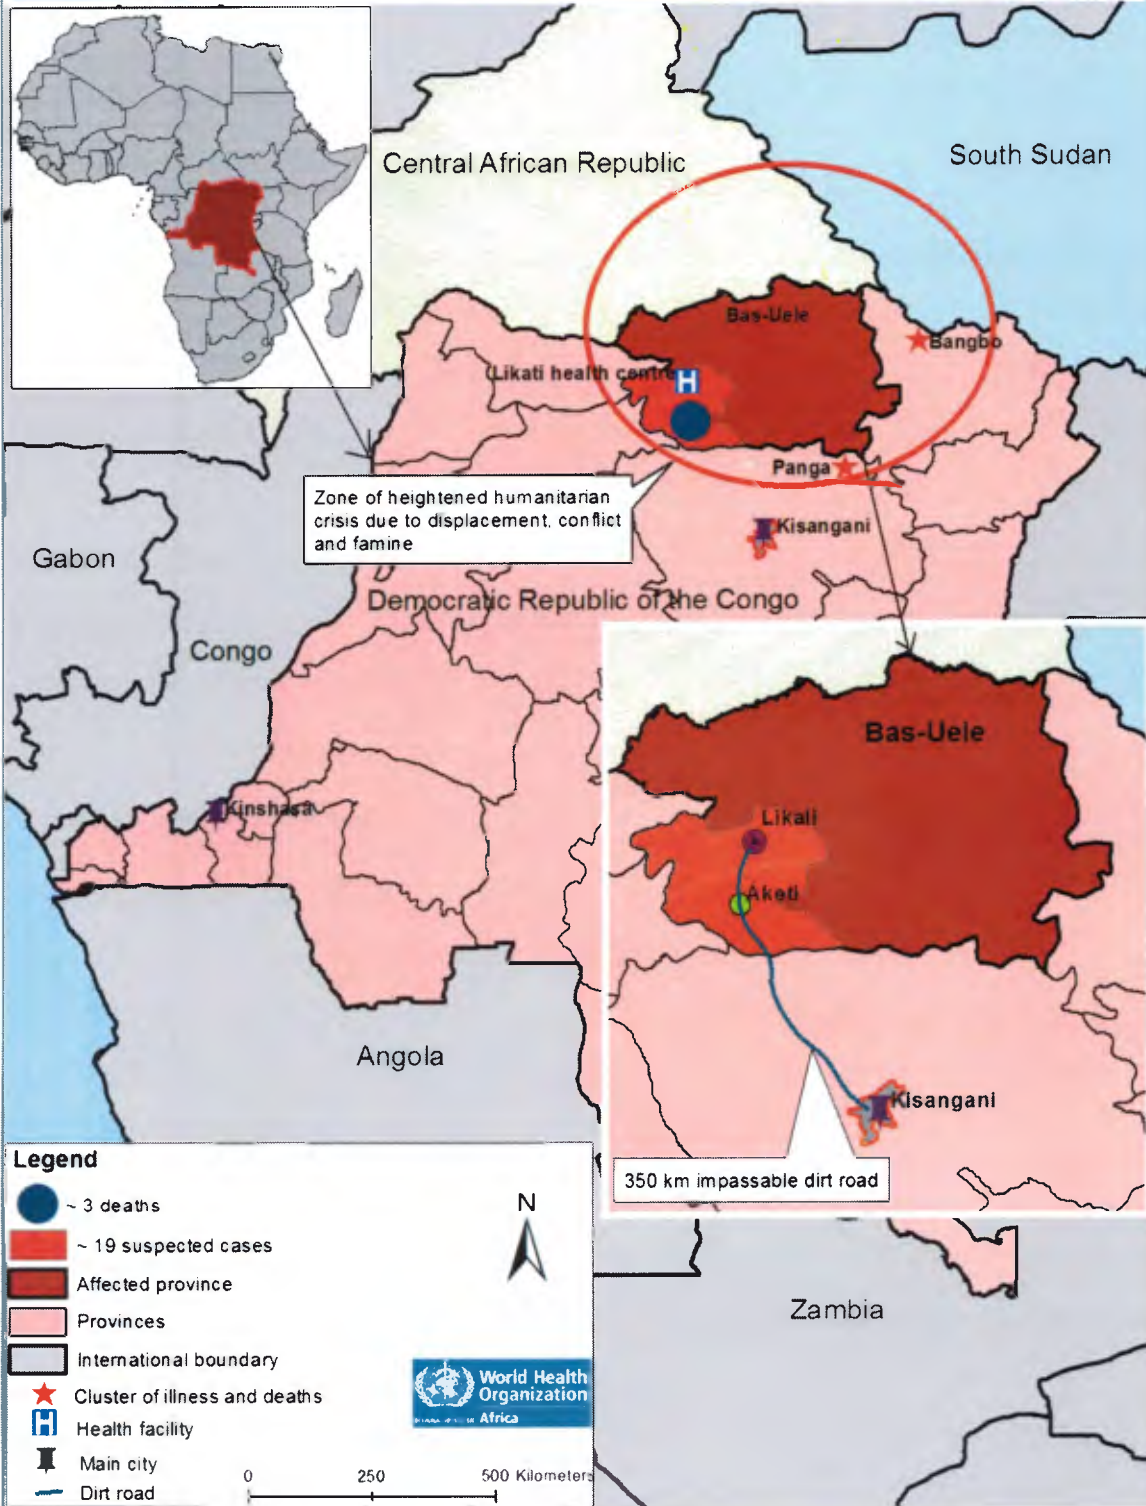 Central African Republic
South Sudan
Bas-Uele
Bangbo
(Likati health centre
H
Panga
Zone of heightened humanitarian
crisis due to displacement, conflict
and famine
Kisangani
Gabon
Democratic Republic of the Congo
Congo
Bas-Uele
Likali
Aketi
Kinshasa
Angola
Kisangani
350 km impassable dirt road
Zambia
Legend
~ 3 deaths
~ 19 suspected cases
Affected province
Provinces
International boundary
Cluster of illness and deaths
H
Health facility
Main city
Dirt road
N
World Health
Organization
Africa
0 250 500 Kilometers